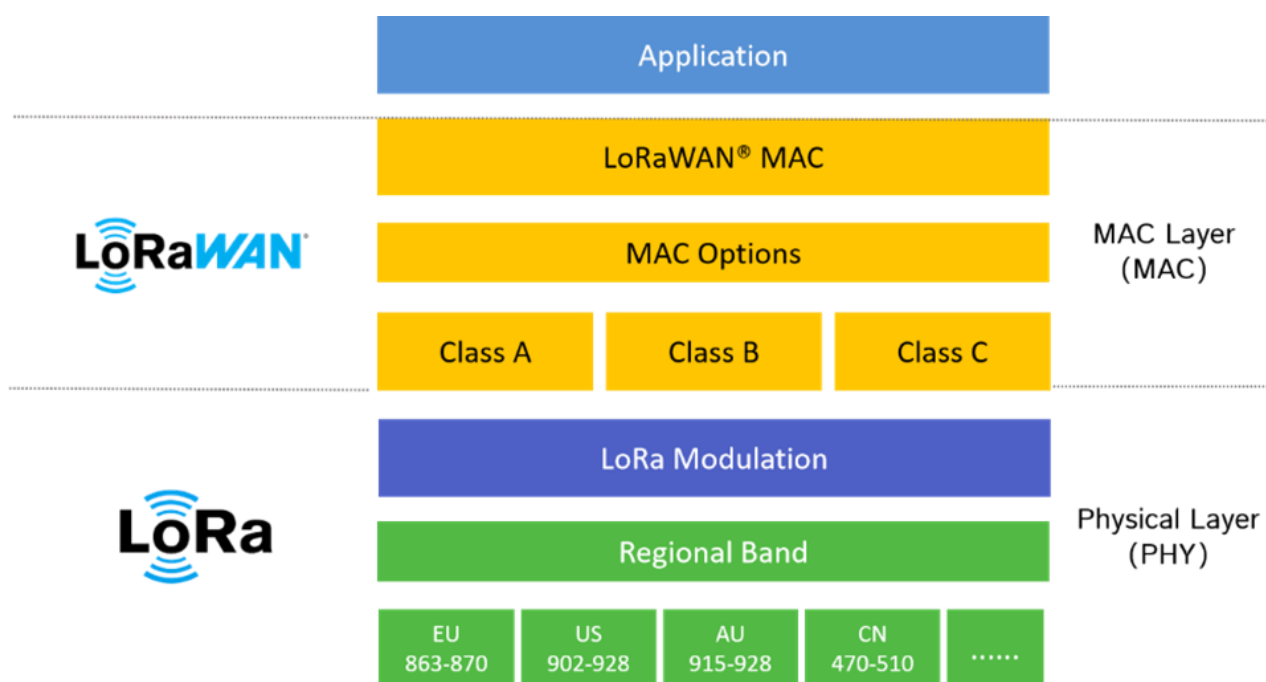 Application
LoRaWAN® MAC
LoRaWAN®
MAC Options
MAC Layer
(MAC)
Class A
Class B
Class C
LoRa Modulation
LoRa
Regional Band
Physical Layer
(PHY)
EU
863-870
US
902-928
AU
915-928
CN
470-510
......